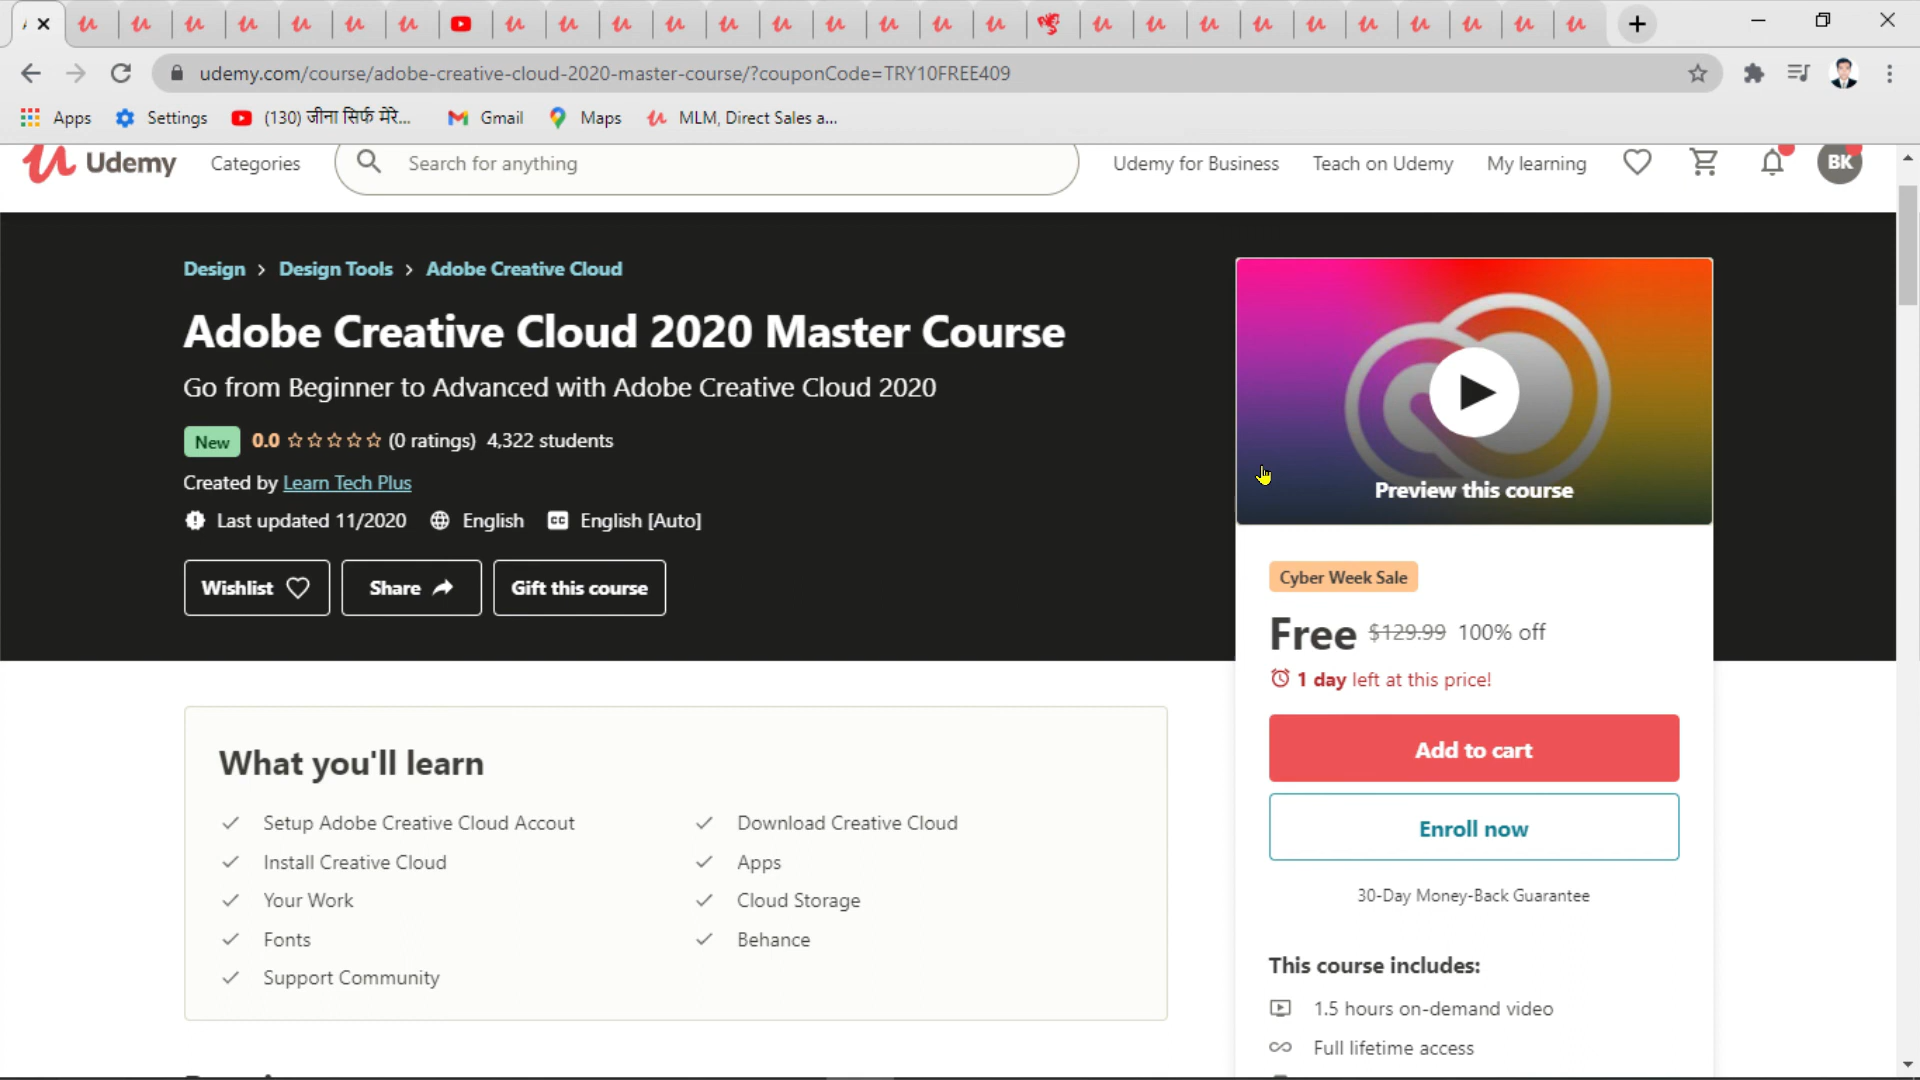 udemy.com/course/adobe-creative-cloud-2020-master-course/?couponCode=TRY10FREE409
Apps Settings (130) जीना सिर्फ मेरे... Gmail Maps MLM, Direct Sales a...
Udemy Categories Search for anything Udemy for Business Teach on Udemy My learning BK
Design > Design Tools > Adobe Creative Cloud
Adobe Creative Cloud 2020 Master Course
Go from Beginner to Advanced with Adobe Creative Cloud 2020
New 0.0 (0 ratings) 4,322 students
Created by Learn Tech Plus
Last updated 11/2020 English CC English [Auto]
Wishlist Share Gift this course
Preview this course
Cyber Week Sale
Free $129.99 100% off
1 day left at this price!
Add to cart
Enroll now
30-Day Money-Back Guarantee
This course includes:
1.5 hours on-demand video
Full lifetime access
What you'll learn
Setup Adobe Creative Cloud Accout
Download Creative Cloud
Install Creative Cloud
Apps
Your Work
Cloud Storage
Fonts
Behance
Support Community